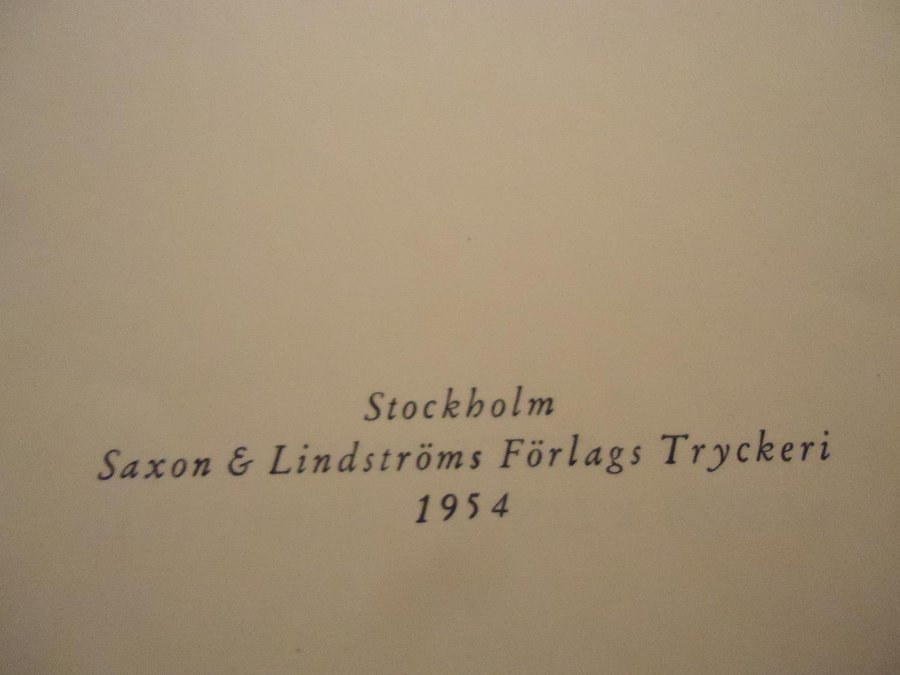 Stockholm
Saxon & Lindströms Förlags Tryckeri
1954